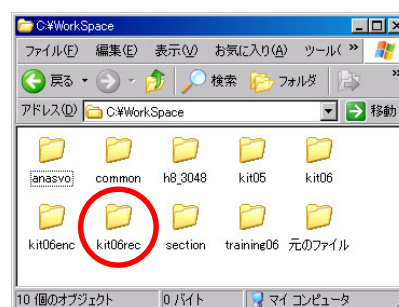 C:¥WorkSpace
ファイル(F) 編集(E) 表示(V) お気に入り(A) ツール( »
戻る 検索 フォルダ »
アドレス(D) C:¥WorkSpace 移動
anasvo common h8_3048 kit05 kit06
kit06enc kit06rec section training06 元のファイル
10 個のオブジェクト 0 バイト マイ コンピュータ